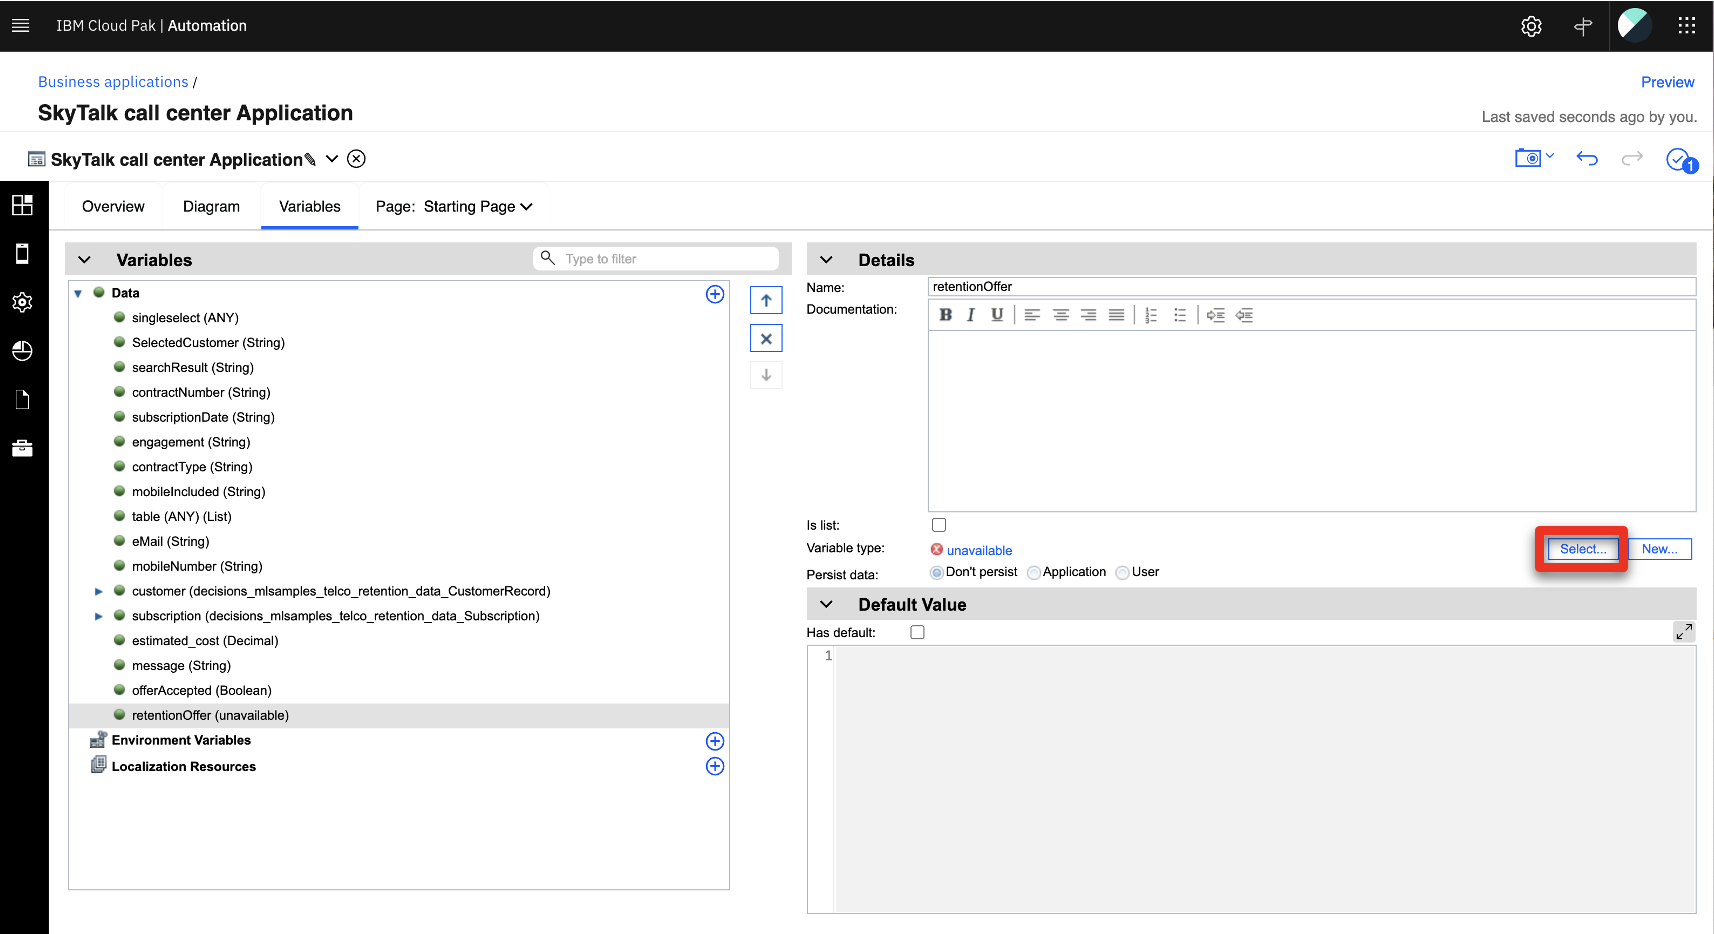 IBM Cloud Pak | Automation
Business applications /
Preview
SkyTalk call center Application
Last saved seconds ago by you.
SkyTalk call center Application
1
Overview
Diagram
Variables
Page: Starting Page
Variables
Type to filter
Data
singleselect (ANY)
SelectedCustomer (String)
searchResult (String)
contractNumber (String)
subscriptionDate (String)
engagement (String)
contractType (String)
mobileIncluded (String)
table (ANY) (List)
eMail (String)
mobileNumber (String)
customer (decisions_mlsamples_telco_retention_data_CustomerRecord)
subscription (decisions_mlsamples_telco_retention_data_Subscription)
estimated_cost (Decimal)
message (String)
offerAccepted (Boolean)
retentionOffer (unavailable)
Environment Variables
Localization Resources
Details
Name: retentionOffer
Documentation:
B I U
Is list:
Variable type: unavailable
Select...
New...
Persist data: Don't persist Application User
Default Value
Has default:
1